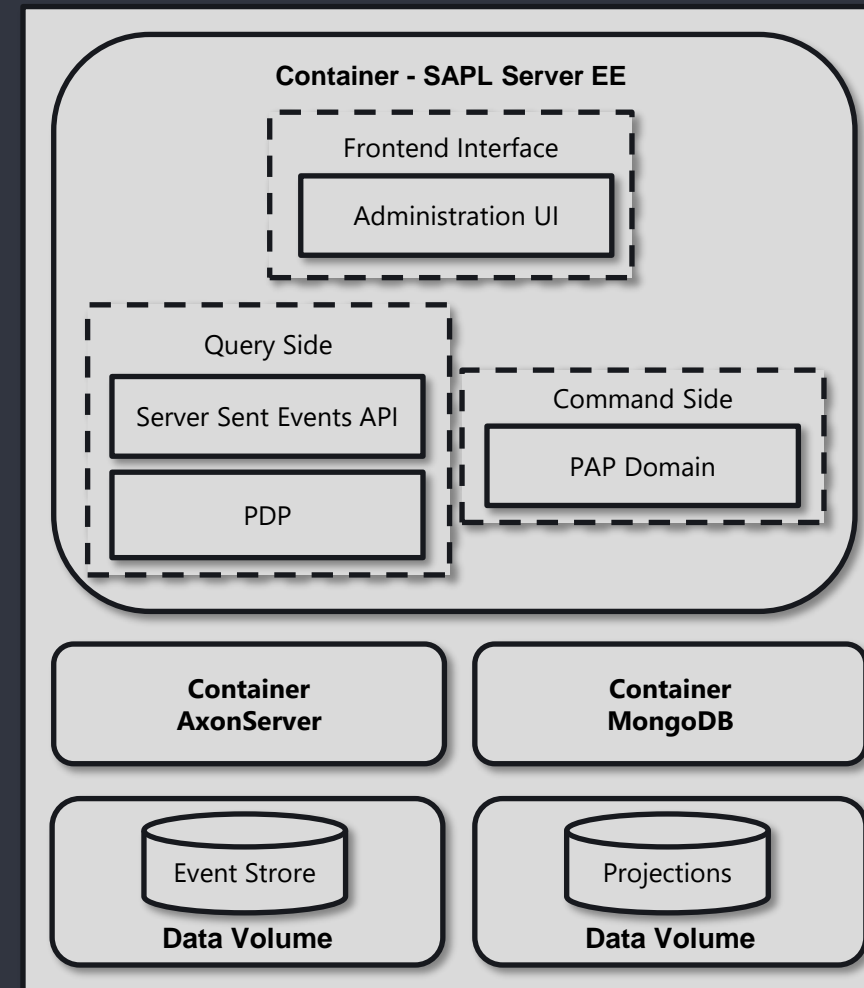 Container - SAPL Server EE
Frontend Interface
Administration UI
Query Side
Server Sent Events API
PDP
Command Side
PAP Domain
Container
AxonServer
Container
MongoDB
Event Strore
Data Volume
Projections
Data Volume